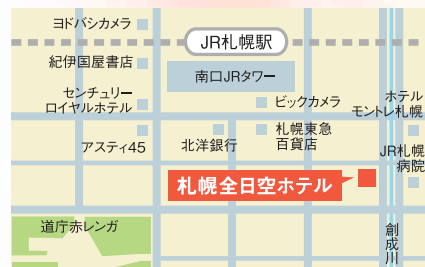 ヨドバシカメラ
JR札幌駅
紀伊国屋書店
南口JRタワー
センチュリー
ロイヤルホテル
ビックカメラ
ホテル
モントレ札幌
アスティ45
北洋銀行
札幌東急
百貨店
JR札幌
病院
札幌全日空ホテル
道庁赤レンガ
創成川